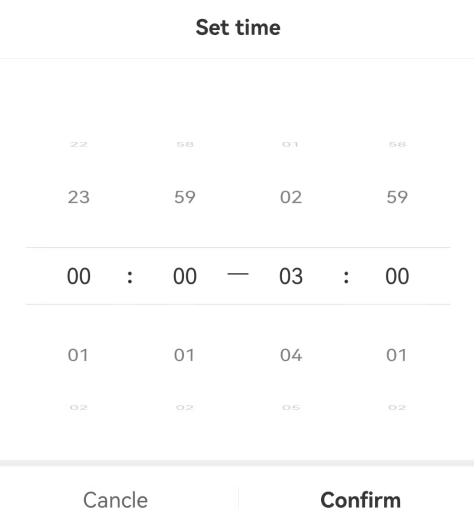 Set time
22 58 01 58
23 59 02 59
00 : 00 — 03 : 00
01 01 04 01
02 02 05 02
Cancle Confirm